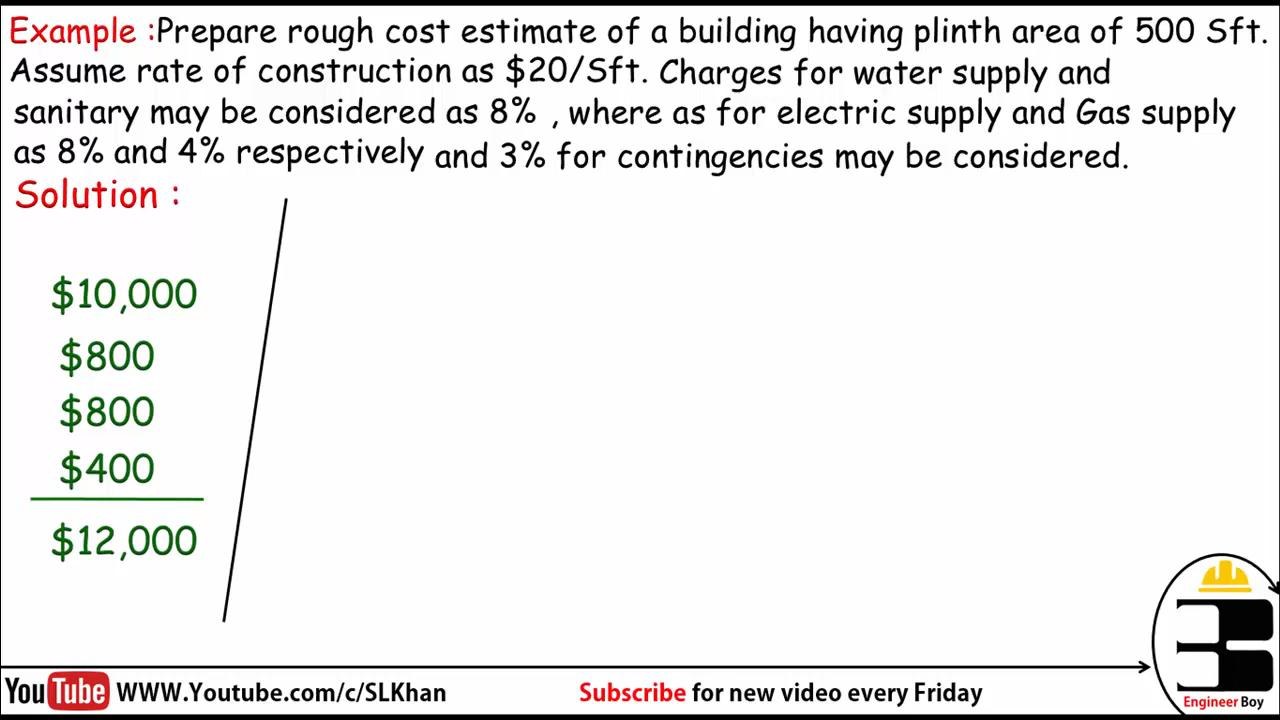 Example :Prepare rough cost estimate of a building having plinth area of 500 Sft.
Assume rate of construction as $20/Sft. Charges for water supply and
sanitary may be considered as 8% , where as for electric supply and Gas supply
as 8% and 4% respectively and 3% for contingencies may be considered.
Solution :
$10,000
$800
$800
$400
$12,000
YouTube WWW.Youtube.com/c/SLKhan Subscribe for new video every Friday
Engineer Boy